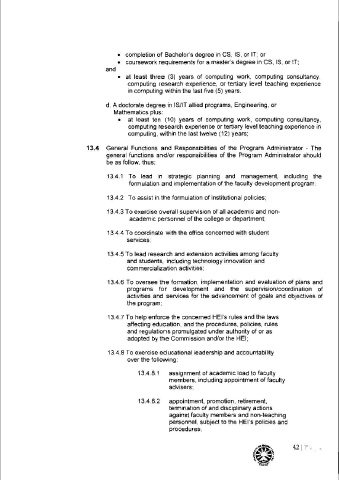 • completion of Bachelor's degree in CS, IS, or IT; or
• coursework requirements for a master's degree in CS, IS, or IT;
and
• at least three (3) years of computing work, computing consultancy,
computing research experience, or tertiary level teaching experience
in computing within the last five (5) years.
d. A doctorate degree in IS/IT allied programs, Engineering, or
Mathematics plus:
• at least ten (10) years of computing work, computing consultancy,
computing research experience or tertiary level teaching experience in
computing, within the last twelve (12) years;
13.4 General Functions and Responsibilities of the Program Administrator - The
general functions and/or responsibilities of the Program Administrator should
be as follow, thus:
13.4.1 To lead in strategic planning and management, including the
formulation and implementation of the faculty development program;
13.4.2 To assist in the formulation of institutional policies;
13.4.3 To exercise overall supervision of all academic and non-
academic personnel of the college or department;
13.4.4 To coordinate with the office concerned with student
services;
13.4.5 To lead research and extension activities among faculty
and students, including technology innovation and
commercialization activities;
13.4.6 To oversee the formation, implementation and evaluation of plans and
programs for development and the supervision/coordination of
activities and services for the advancement of goals and objectives of
the program;
13.4.7 To help enforce the concerned HEI's rules and the laws
affecting education, and the procedures, policies, rules
and regulations promulgated under authority of or as
adopted by the Commission and/or the HEI;
13.4.8 To exercise educational leadership and accountability
over the following:
13.4.8.1 assignment of academic load to faculty
members, including appointment of faculty
advisers;
13.4.8.2 appointment, promotion, retirement,
termination of and disciplinary actions
against faculty members and non-teaching
personnel, subject to the HEI's policies and
procedures;
42 |